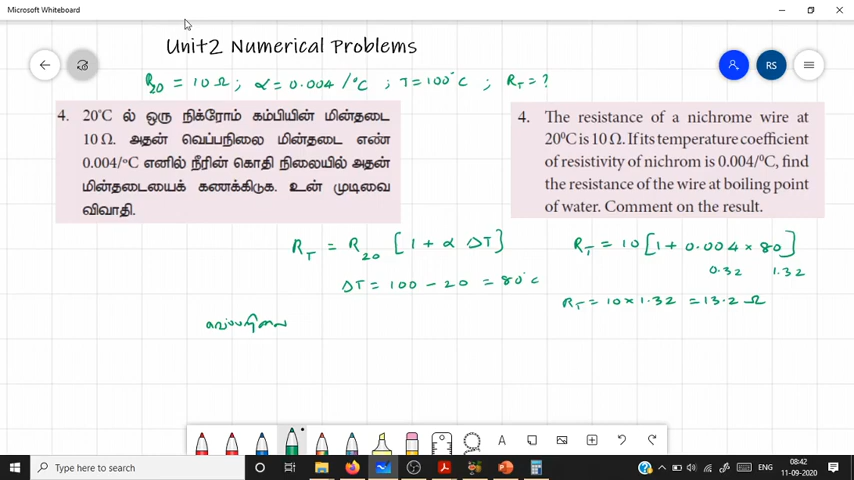 Microsoft Whiteboard
Unit2 Numerical Problems
R20 = 10 Ω ; α = 0.004 /°C ; T = 100°C ; RT = ?
RS
4. 20°C ல் ஒரு நிக்ரோம் கம்பியின் மின்தடை
10 Ω. அதன் வெப்பநிலை மின்தடை எண்
0.004/°C எனில் நீரின் கொதி நிலையில் அதன்
மின்தடையைக் கணக்கிடுக. உன் முடிவை
விவாதி.
4. The resistance of a nichrome wire at
20⁰C is 10 Ω. If its temperature coefficient
of resistivity of nichrom is 0.004/⁰C, find
the resistance of the wire at boiling point
of water. Comment on the result.
RT = R20 [1 + α ΔT]
ΔT = 100 - 20 = 80°C
RT = 10 [1 + 0.004 × 80]
0.32 1.32
RT = 10 × 1.32 = 13.2 Ω
A
Type here to search
ENG
08:42
11-09-2020